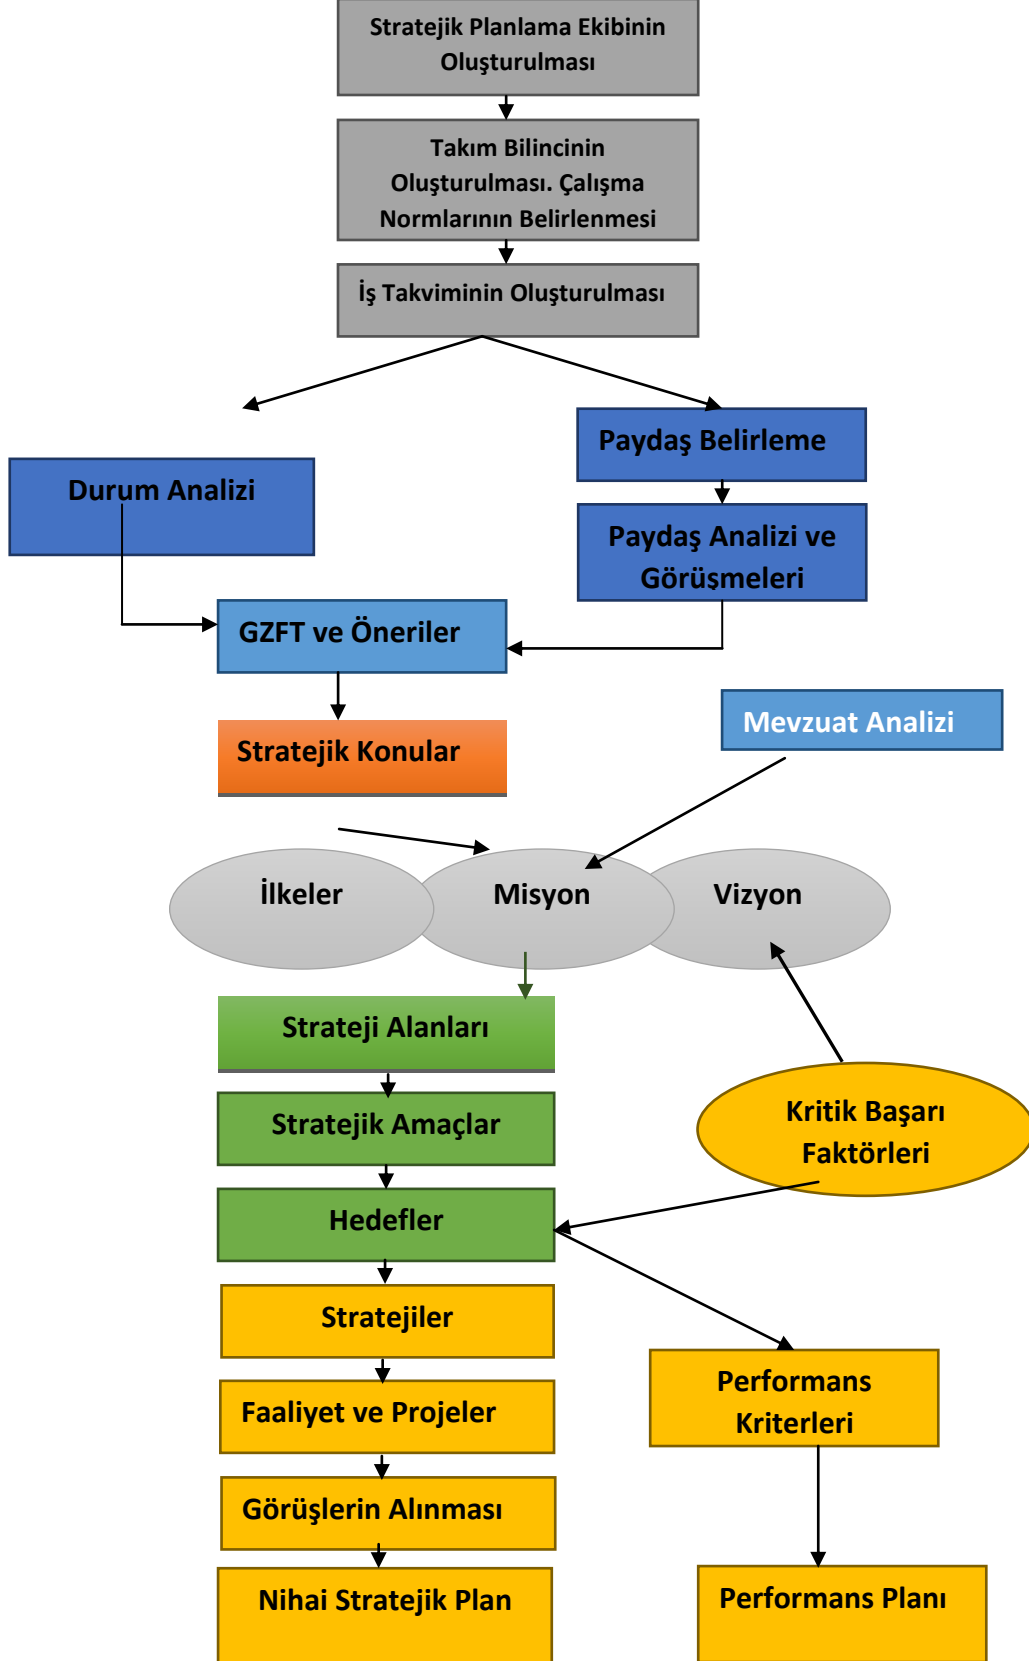 Stratejik Planlama Ekibinin
Oluşturulması
Takım Bilincinin
Oluşturulması. Çalışma
Normlarının Belirlenmesi
İş Takviminin Oluşturulması
Paydaş Belirleme
Durum Analizi
Paydaş Analizi ve
Görüşmeleri
GZFT ve Öneriler
Mevzuat Analizi
Stratejik Konular
İlkeler
Misyon
Vizyon
Strateji Alanları
Stratejik Amaçlar
Kritik Başarı
Faktörleri
Hedefler
Stratejiler
Performans
Kriterleri
Faaliyet ve Projeler
Görüşlerin Alınması
Nihai Stratejik Plan
Performans Planı